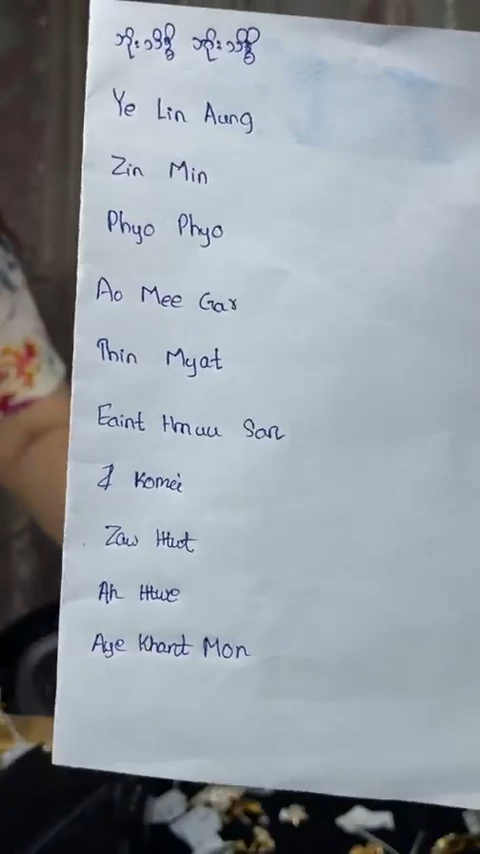 Ye Lin Aung
Zin Min
Phyo Phyo
Ao Mee Gar
Thin Myat
Eaint Hmuu San
J Komei
Zaw Htut
Ah Htwe
Aye Khant Mon